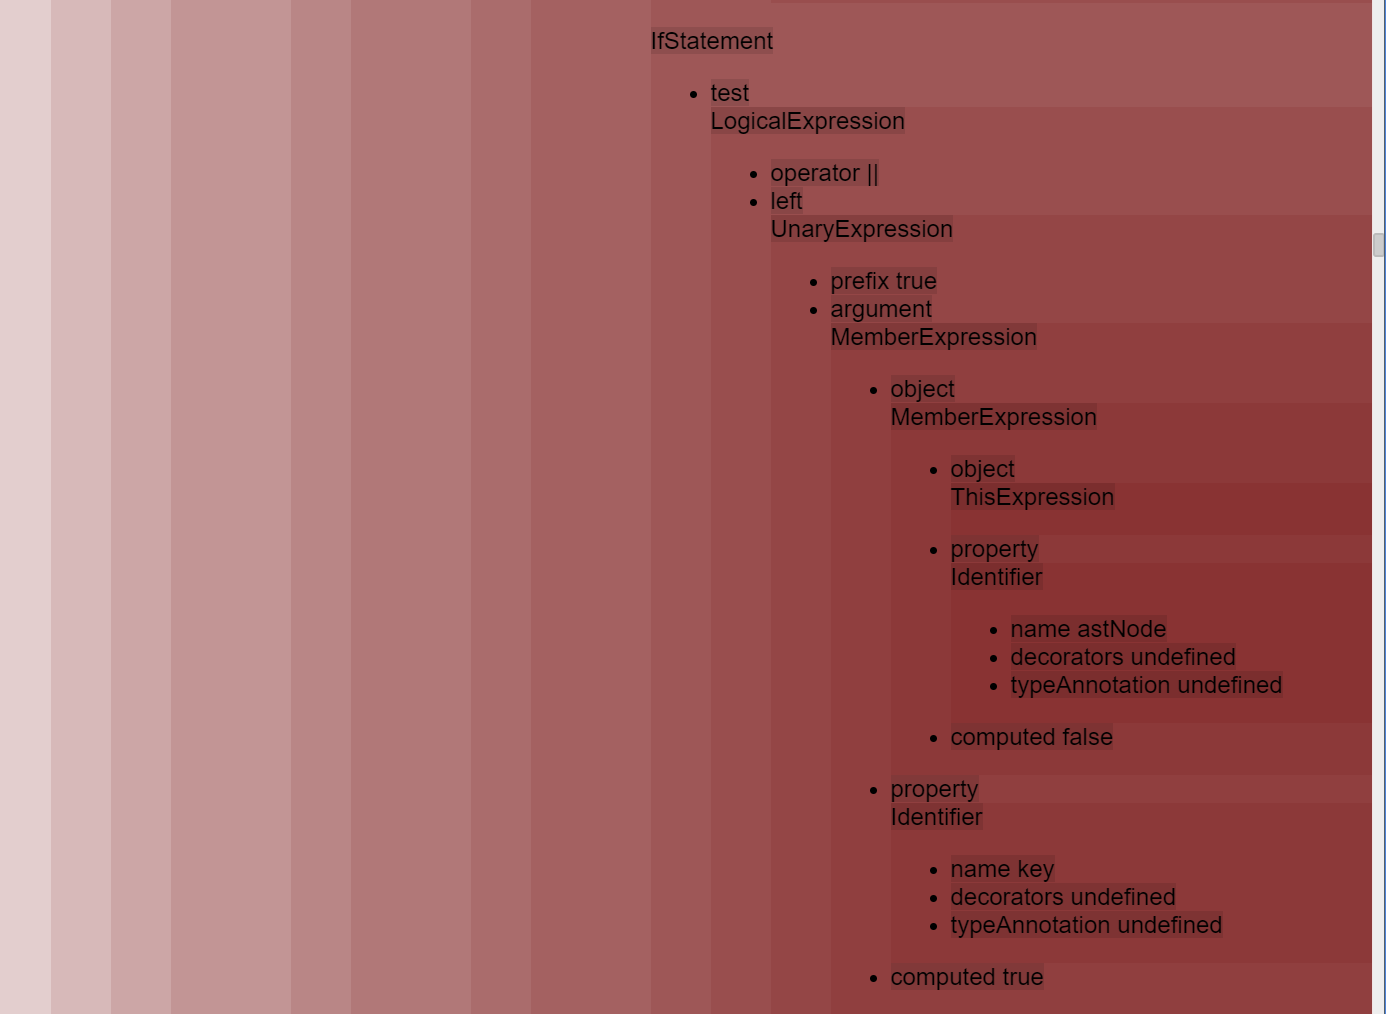 IfStatement
test
LogicalExpression
operator ||
left
UnaryExpression
prefix true
argument
MemberExpression
object
MemberExpression
object
ThisExpression
property
Identifier
name astNode
decorators undefined
typeAnnotation undefined
computed false
property
Identifier
name key
decorators undefined
typeAnnotation undefined
computed true